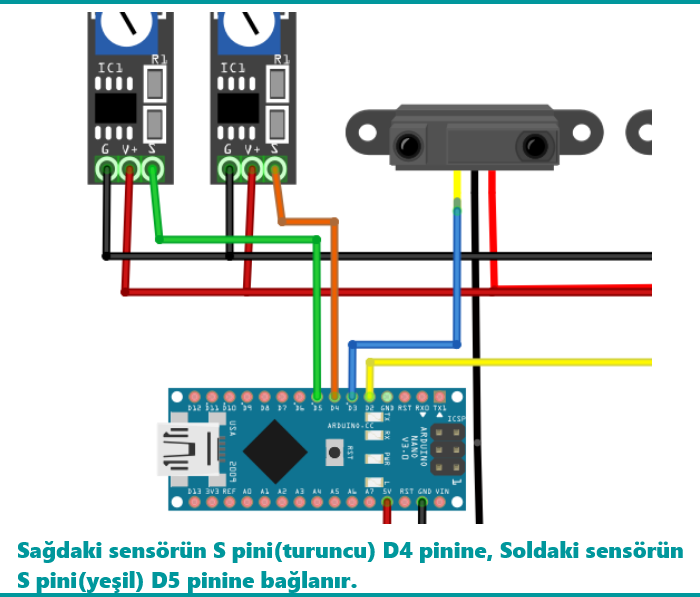 IC1 R1 IC1 R1
G V+ S G V+ S
D12 D11 D10 D9 D8 D7 D6 D5 D4 D3 D2 GND RST RX0 TX1
ARDUINO.CC
TX
RX
PWR
L
RST
USA
2009
ARDUINO
NANO
V3.0
ICSP
1
D13 3V3 REF A0 A1 A2 A3 A4 A5 A6 A7 5V RST GND VIN
Sağdaki sensörün S pini(turuncu) D4 pinine, Soldaki sensörün
S pini(yeşil) D5 pinine bağlanır.